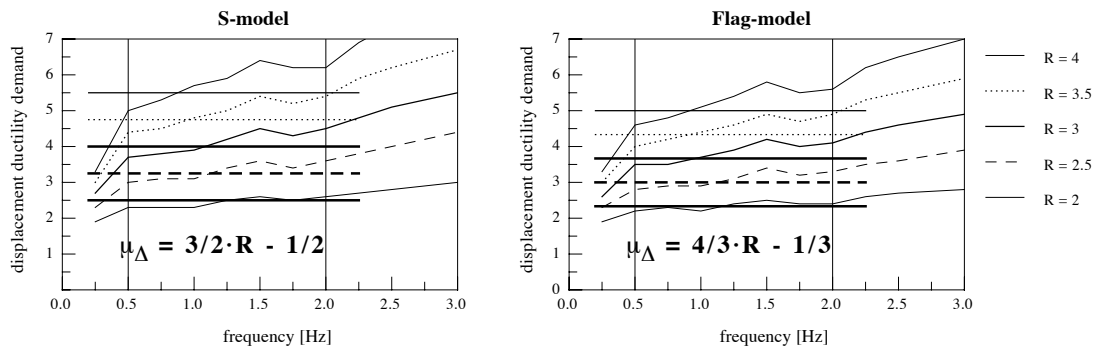 S-model
displacement ductility demand
7
6
5
4
3
2
1
0
μΔ = 3/2·R - 1/2
0.0 0.5 1.0 1.5 2.0 2.5 3.0
frequency [Hz]
Flag-model
displacement ductility demand
7
6
5
4
3
2
1
0
μΔ = 4/3·R - 1/3
0.0 0.5 1.0 1.5 2.0 2.5 3.0
frequency [Hz]
R = 4
R = 3.5
R = 3
R = 2.5
R = 2